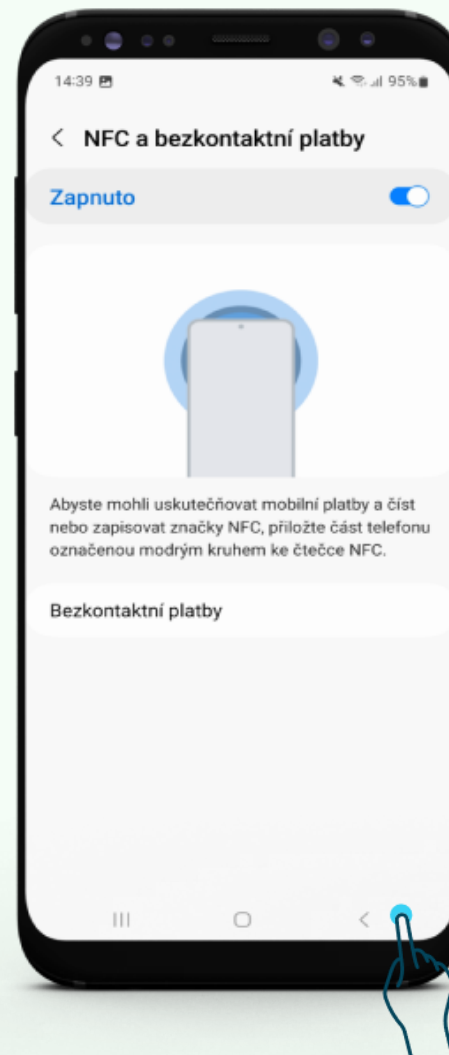 14:39 95%
NFC a bezkontaktní platby
Zapnuto
Abyste mohli uskutečňovat mobilní platby a číst
nebo zapisovat značky NFC, přiložte část telefonu
označenou modrým kruhem ke čtečce NFC.
Bezkontaktní platby